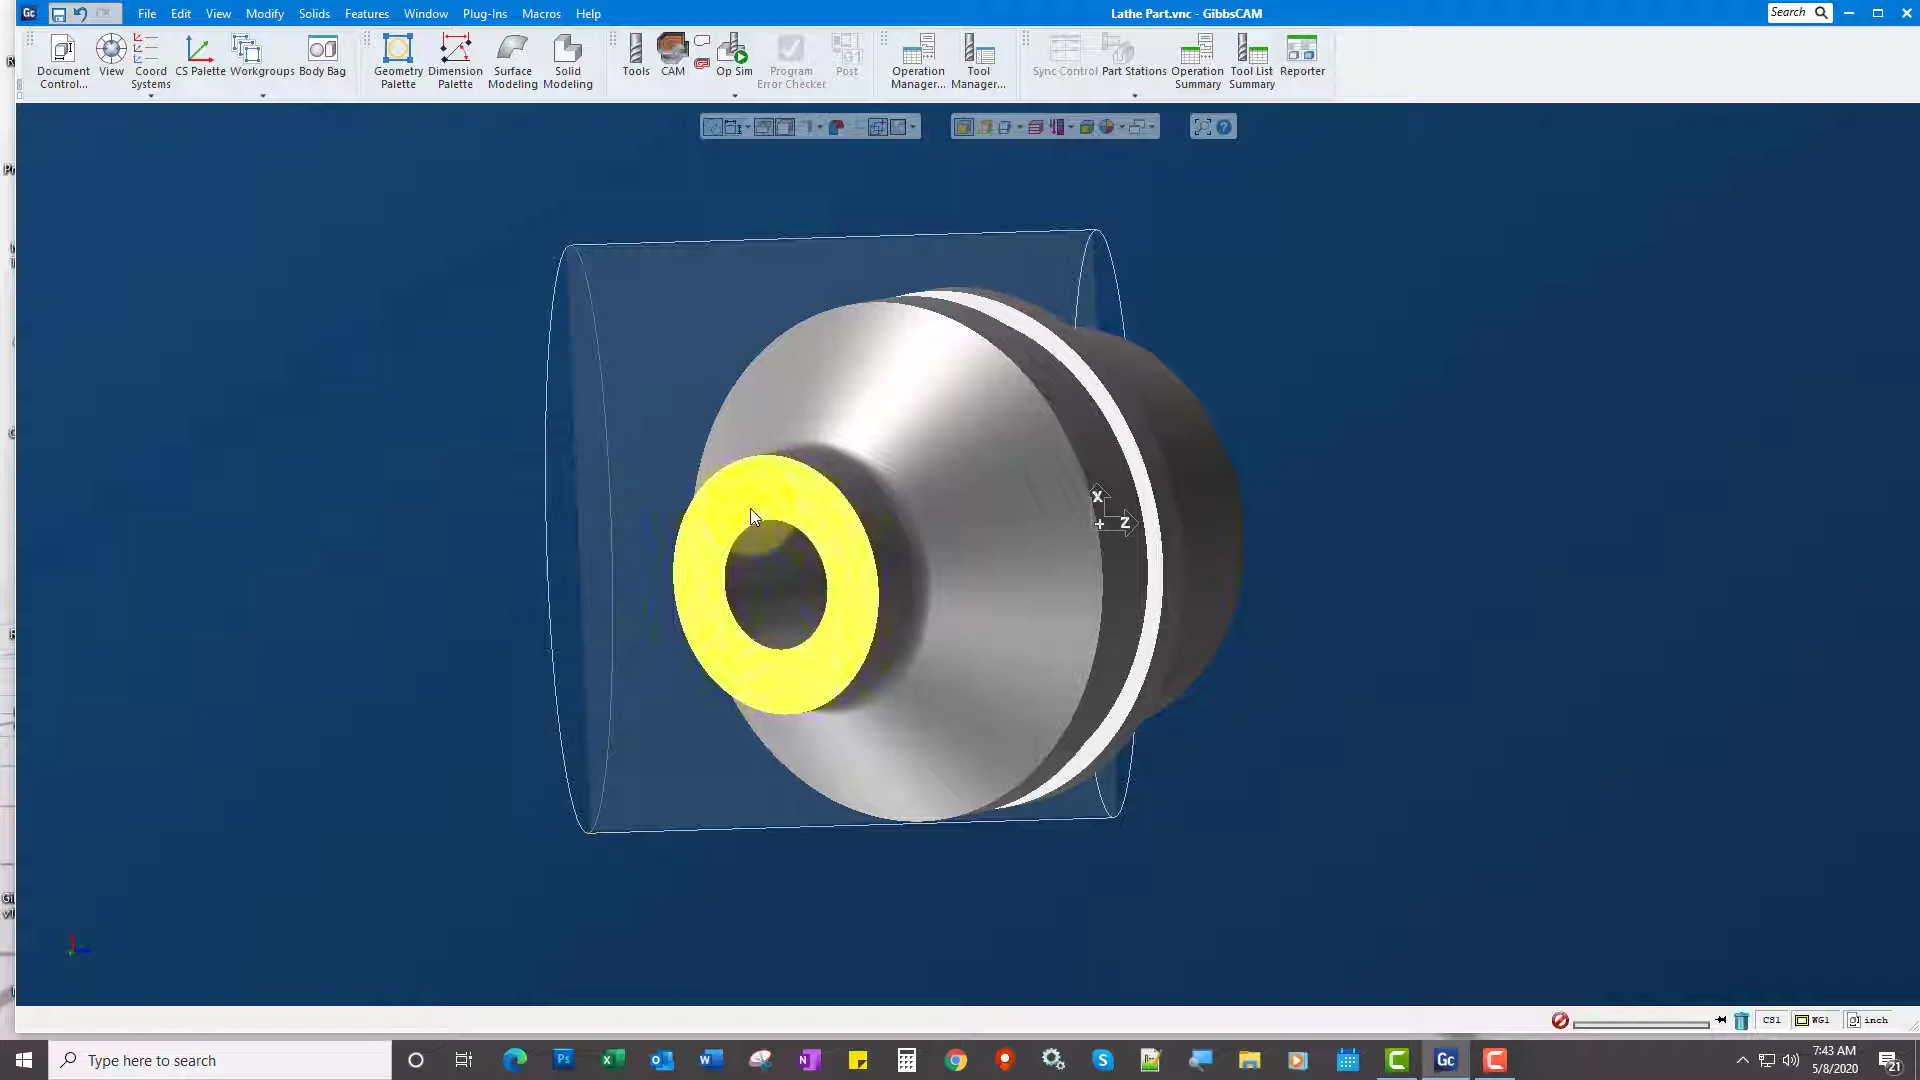 Gc File Edit View Modify Solids Features Window Plug-Ins Macros Help
Lathe Part.vnc - GibbsCAM
Search
Document Control...
View
Coord Systems
CS Palette
Workgroups
Body Bag
Geometry Palette
Dimension Palette
Surface Modeling
Solid Modeling
Tools
CAM
Op Sim
Program Error Checker
Post
Operation Manager...
Tool Manager...
Sync Control
Part Stations
Operation Summary
Tool List Summary
Reporter
X
Z
CS1
WG1
inch
Type here to search
Gc
7:43 AM
5/8/2020
21